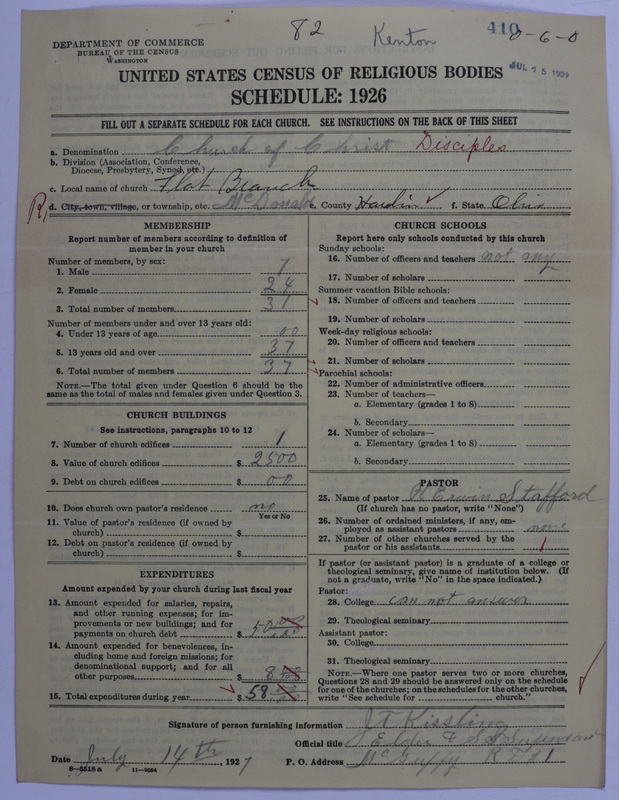 82 Kenton 410 0-6-0
DEPARTMENT OF COMMERCE
BUREAU OF THE CENSUS
WASHINGTON
JUL 15 1927
UNITED STATES CENSUS OF RELIGIOUS BODIES
SCHEDULE: 1926
FILL OUT A SEPARATE SCHEDULE FOR EACH CHURCH. SEE INSTRUCTIONS ON THE BACK OF THIS SHEET
a. Denomination Church of Christ Disciples
b. Division (Association, Conference,
Diocese, Presbytery, Synod, etc.)
c. Local name of church Flat Branch
d. City, town, village, or township, etc. McDonald e. County Hardin f. State Ohio
MEMBERSHIP
Report number of members according to definition of
member in your church
Number of members, by sex:
1. Male 7
2. Female 24
3. Total number of members 31
Number of members under and over 13 years old:
4. Under 13 years of age 00
5. 13 years old and over 37
6. Total number of members 37
NOTE.—The total given under Question 6 should be the
same as the total of males and females given under Question 3.
CHURCH BUILDINGS
See instructions, paragraphs 10 to 12
7. Number of church edifices 1
8. Value of church edifices $ 2500
9. Debt on church edifices $ 00
10. Does church own pastor's residence no
Yes or No
11. Value of pastor's residence (if owned by
church) $
12. Debt on pastor's residence (if owned by
church) $
EXPENDITURES
Amount expended by your church during last fiscal year
13. Amount expended for salaries, repairs,
and other running expenses; for im-
provements or new buildings; and for
payments on church debt $ 50
14. Amount expended for benevolences, in-
cluding home and foreign missions; for
denominational support; and for all
other purposes $ 8
15. Total expenditures during year $ 58
CHURCH SCHOOLS
Report here only schools conducted by this church
Sunday schools:
16. Number of officers and teachers not any
17. Number of scholars
Summer vacation Bible schools:
18. Number of officers and teachers
19. Number of scholars
Week-day religious schools:
20. Number of officers and teachers
21. Number of scholars
Parochial schools:
22. Number of administrative officers
23. Number of teachers—
a. Elementary (grades 1 to 8)
b. Secondary
24. Number of scholars—
a. Elementary (grades 1 to 8)
b. Secondary
PASTOR
25. Name of pastor R Erwin Stafford
(If church has no pastor, write "None")
26. Number of ordained ministers, if any, em-
ployed as assistant pastors none
27. Number of other churches served by the
pastor or his assistants 1
If pastor (or assistant pastor) is a graduate of a college or
theological seminary, give name of institution below. (If
not a graduate, write "No" in the space indicated.)
Pastor:
28. College can not answer
29. Theological seminary
Assistant pastor:
30. College
31. Theological seminary
NOTE.—Where one pastor serves two or more churches,
Questions 28 and 29 should be answered only on the schedule
for one of the churches; on the schedules for the other churches,
write "See schedule for church."
Signature of person furnishing information J A Kissling
Official title Elder & S S
Date July 14th, 1927 P. O. Address McGuffy R F D 1
8-5518 a 11-9064